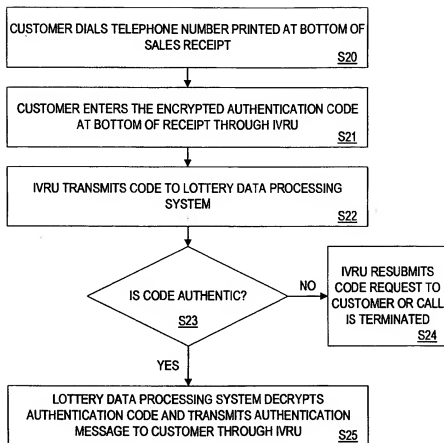 CUSTOMER DIALS TELEPHONE NUMBER PRINTED AT BOTTOM OF
SALES RECEIPT
S20
CUSTOMER ENTERS THE ENCRYPTED AUTHENTICATION CODE
AT BOTTOM OF RECEIPT THROUGH IVRU
S21
IVRU TRANSMITS CODE TO LOTTERY DATA PROCESSING
SYSTEM
S22
IS CODE AUTHENTIC?
S23
NO
IVRU RESUBMITS
CODE REQUEST TO
CUSTOMER OR CALL
IS TERMINATED
S24
YES
LOTTERY DATA PROCESSING SYSTEM DECRYPTS
AUTHENTICATION CODE AND TRANSMITS AUTHENTICATION
MESSAGE TO CUSTOMER THROUGH IVRU
S25